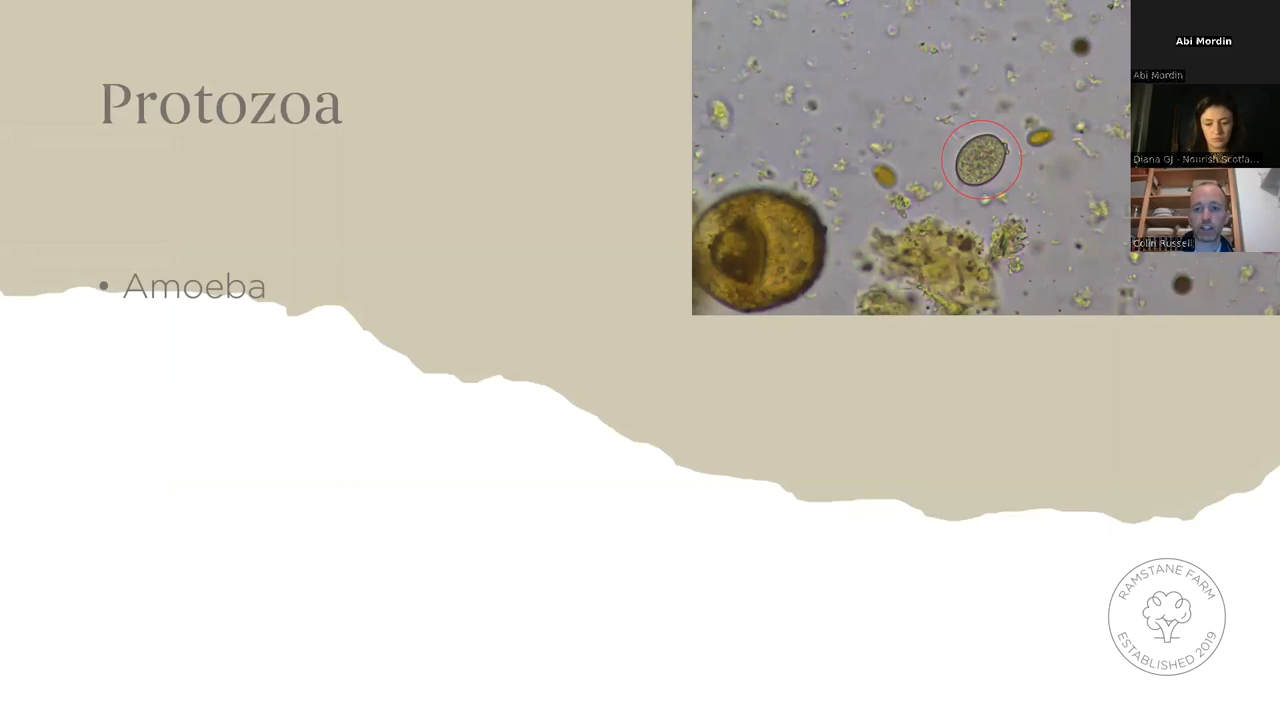 Protozoa
• Amoeba
Abi Mordin
Abi Mordin
Diana GJ - Nourish Scotla...
Colin Russell
RAMSTANE FARM
ESTABLISHED 2019